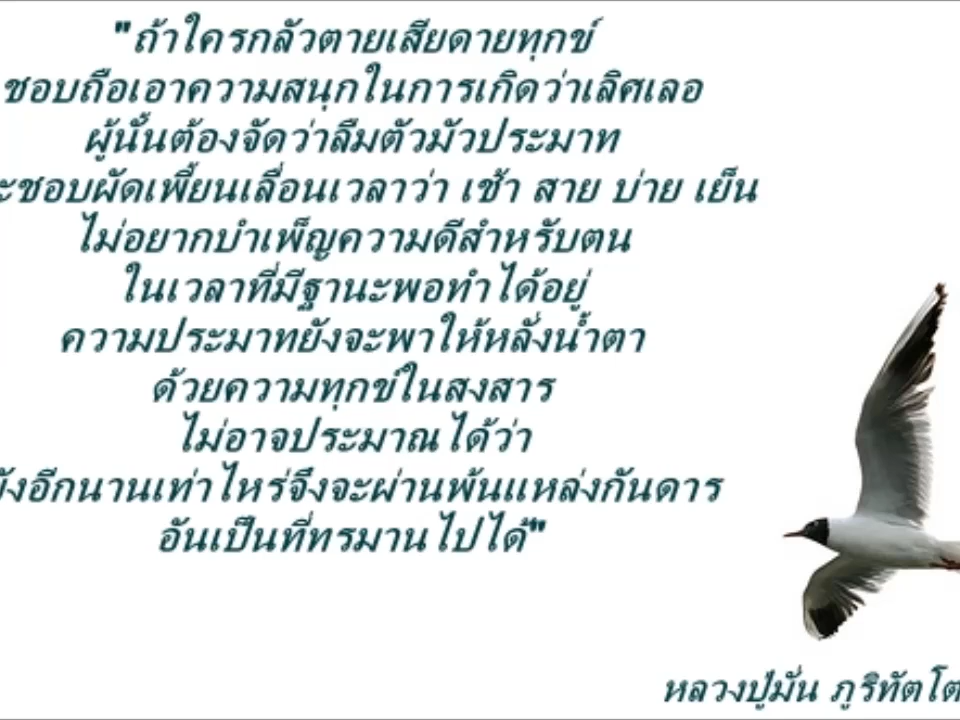 "ถ้าใครกลัวตายเสียดายทุกข์
ชอบถือเอาความสนุกในการเกิดว่าเลิศเลอ
ผู้นั้นต้องจัดว่าลืมตัวมัวประมาท
ชอบผัดเพี้ยนเลื่อนเวลาว่า เช้า สาย บ่าย เย็น
ไม่อยากบำเพ็ญความดีสำหรับตน
ในเวลาที่มีฐานะพอทำได้อยู่
ความประมาทยังจะพาให้หลั่งน้ำตา
ด้วยความทุกข์ในสงสาร
ไม่อาจประมาณได้ว่า
ยังอีกนานเท่าไหร่จึงจะผ่านพ้นแหล่งกันดาร
อันเป็นที่ทรมานไปได้"
หลวงปู่มั่น ภูริทัตโต